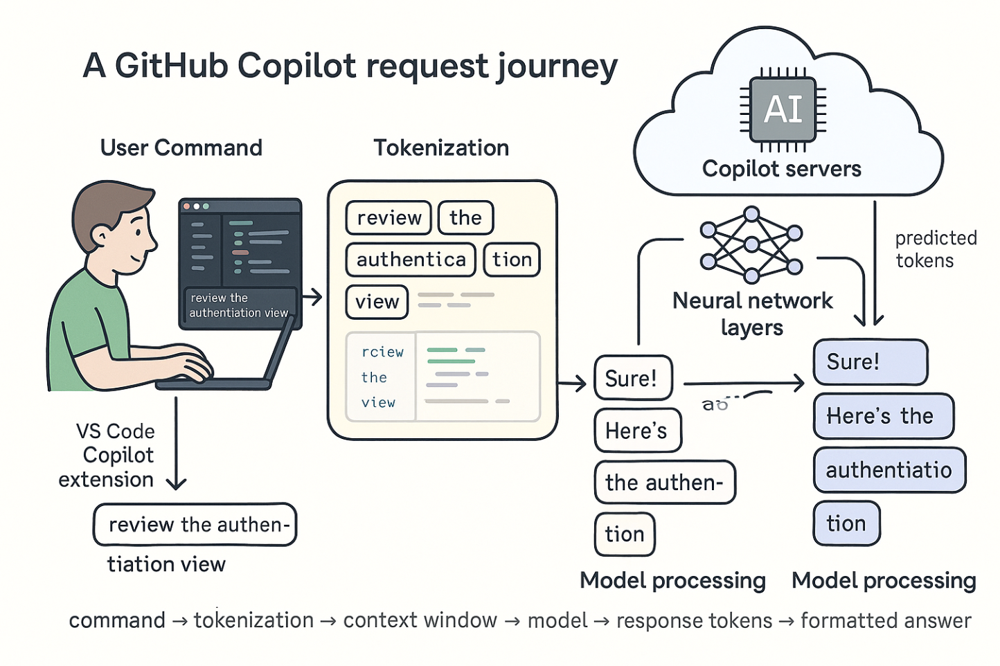 A GitHub Copilot request journey
AI
Copilot servers
User Command
Tokenization
review the
authentiation view
review the
authentica tion
view
rciew
the
view
VS Code
Copilot
extension
review the authen-
tiation view
Neural network
layers
predicted
tokens
Sure!
Here's
the authen-
tion
Model processing
Sure!
Here's the
authentiatio
tion
Model processing
command → tokenization → context window → model → response tokens → formatted answer